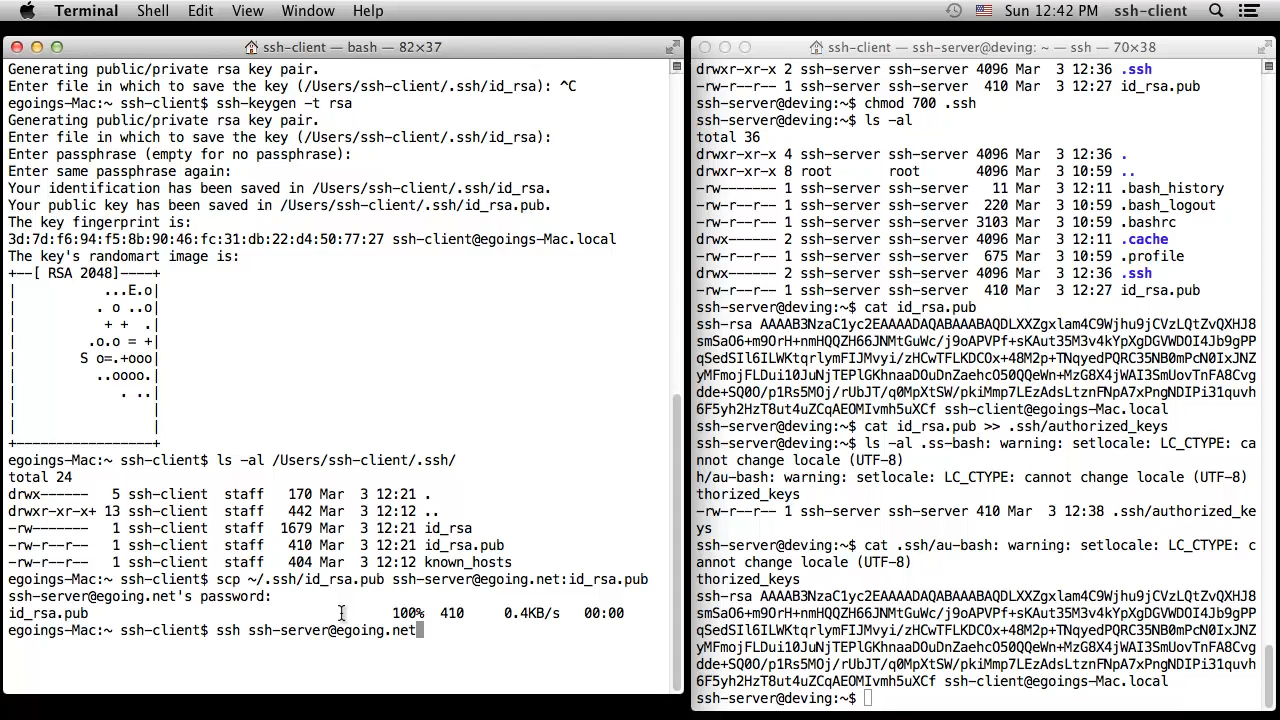 Terminal Shell Edit View Window Help Sun 12:42 PM ssh-client
ssh-client — bash — 82×37
Generating public/private rsa key pair.
Enter file in which to save the key (/Users/ssh-client/.ssh/id_rsa): ^C
egoings-Mac:~ ssh-client$ ssh-keygen -t rsa
Generating public/private rsa key pair.
Enter file in which to save the key (/Users/ssh-client/.ssh/id_rsa):
Enter passphrase (empty for no passphrase):
Enter same passphrase again:
Your identification has been saved in /Users/ssh-client/.ssh/id_rsa.
Your public key has been saved in /Users/ssh-client/.ssh/id_rsa.pub.
The key fingerprint is:
3d:7d:f6:94:f5:8b:90:46:fc:31:db:22:d4:50:77:27 ssh-client@egoings-Mac.local
The key's randomart image is:
+--[ RSA 2048]----+
|            ...E.o|
|           . o ..o|
|            + +  .|
|          .o.o = +|
|         S o=.+ooo|
|           ..oooo.|
|              . ..|
|                  |
|                  |
+-----------------+
egoings-Mac:~ ssh-client$ ls -al /Users/ssh-client/.ssh/
total 24
drwx------   5 ssh-client  staff   170 Mar  3 12:21 .
drwxr-xr-x+ 13 ssh-client  staff   442 Mar  3 12:12 ..
-rw-------   1 ssh-client  staff  1679 Mar  3 12:21 id_rsa
-rw-r--r--   1 ssh-client  staff   410 Mar  3 12:21 id_rsa.pub
-rw-r--r--   1 ssh-client  staff   404 Mar  3 12:12 known_hosts
egoings-Mac:~ ssh-client$ scp ~/.ssh/id_rsa.pub ssh-server@egoing.net:id_rsa.pub
ssh-server@egoing.net's password:
id_rsa.pub                                     100%  410     0.4KB/s   00:00
egoings-Mac:~ ssh-client$ ssh ssh-server@egoing.net
ssh-client — ssh-server@deving: ~ — ssh — 70×38
drwxr-xr-x 2 ssh-server ssh-server 4096 Mar  3 12:36 .ssh
-rw-r--r-- 1 ssh-server ssh-server  410 Mar  3 12:27 id_rsa.pub
ssh-server@deving:~$ chmod 700 .ssh
ssh-server@deving:~$ ls -al
total 36
drwxr-xr-x 4 ssh-server ssh-server 4096 Mar  3 12:36 .
drwxr-xr-x 8 root       root       4096 Mar  3 10:59 ..
-rw------- 1 ssh-server ssh-server   11 Mar  3 12:11 .bash_history
-rw-r--r-- 1 ssh-server ssh-server  220 Mar  3 10:59 .bash_logout
-rw-r--r-- 1 ssh-server ssh-server 3103 Mar  3 10:59 .bashrc
drwx------ 2 ssh-server ssh-server 4096 Mar  3 12:11 .cache
-rw-r--r-- 1 ssh-server ssh-server  675 Mar  3 10:59 .profile
drwx------ 2 ssh-server ssh-server 4096 Mar  3 12:36 .ssh
-rw-r--r-- 1 ssh-server ssh-server  410 Mar  3 12:27 id_rsa.pub
ssh-server@deving:~$ cat id_rsa.pub
ssh-rsa AAAAB3NzaC1yc2EAAAADAQABAAABAQDLXXZgxlam4C9Wjhu9jCVzLQtZvQXHJ8
smSaO6+m9OrH+nmHQQZH66JNMtGuWc/j9oAPVPf+sKAut35M3v4kYpXgDGVWDOI4Jb9gPP
qSedSIl6ILWKtqrlymFIJMvyi/zHCwTFLKDCOx+48M2p+TNqyedPQRC35NB0mPcN0IxJNZ
yMFmojFLDui10JuNjTEPlGKhnaaDOuDnZaehcO50QQeWn+MzG8X4jWAI3SmUovTnFA8Cvg
dde+SQ0O/p1Rs5MOj/rUbJT/q0MpXtSW/pkiMmp7LEzAdsLtznFNpA7xPngNDIPi31quvh
6F5yh2HzT8ut4uZCqAEOMIvmh5uXCf ssh-client@egoings-Mac.local
ssh-server@deving:~$ cat id_rsa.pub >> .ssh/authorized_keys
ssh-server@deving:~$ ls -al .ss-bash: warning: setlocale: LC_CTYPE: ca
nnot change locale (UTF-8)
h/au-bash: warning: setlocale: LC_CTYPE: cannot change locale (UTF-8)
thorized_keys
-rw-r--r-- 1 ssh-server ssh-server 410 Mar  3 12:38 .ssh/authorized_ke
ys
ssh-server@deving:~$ cat .ssh/au-bash: warning: setlocale: LC_CTYPE: c
annot change locale (UTF-8)
thorized_keys
ssh-rsa AAAAB3NzaC1yc2EAAAADAQABAAABAQDLXXZgxlam4C9Wjhu9jCVzLQtZvQXHJ8
smSaO6+m9OrH+nmHQQZH66JNMtGuWc/j9oAPVPf+sKAut35M3v4kYpXgDGVWDOI4Jb9gPP
qSedSIl6ILWKtqrlymFIJMvyi/zHCwTFLKDCOx+48M2p+TNqyedPQRC35NB0mPcN0IxJNZ
yMFmojFLDui10JuNjTEPlGKhnaaDOuDnZaehcO50QQeWn+MzG8X4jWAI3SmUovTnFA8Cvg
dde+SQ0O/p1Rs5MOj/rUbJT/q0MpXtSW/pkiMmp7LEzAdsLtznFNpA7xPngNDIPi31quvh
6F5yh2HzT8ut4uZCqAEOMIvmh5uXCf ssh-client@egoings-Mac.local
ssh-server@deving:~$